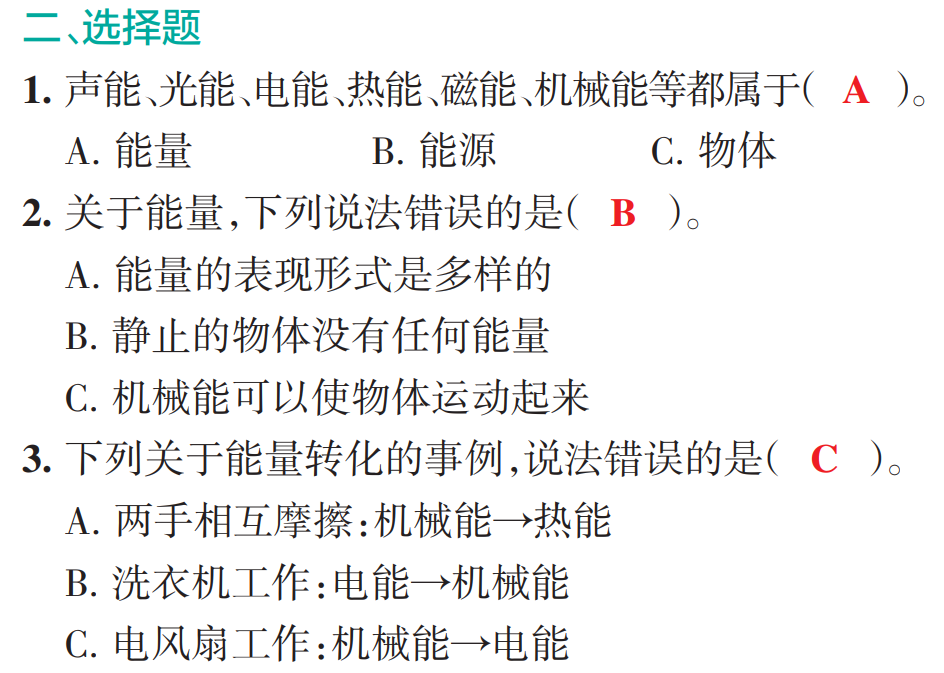 二、选择题
1. 声能、光能、电能、热能、磁能、机械能等都属于( A )。
A. 能量 B. 能源 C. 物体
2. 关于能量,下列说法错误的是( B )。
A. 能量的表现形式是多样的
B. 静止的物体没有任何能量
C. 机械能可以使物体运动起来
3. 下列关于能量转化的事例,说法错误的是( C )。
A. 两手相互摩擦:机械能→热能
B. 洗衣机工作:电能→机械能
C. 电风扇工作:机械能→电能